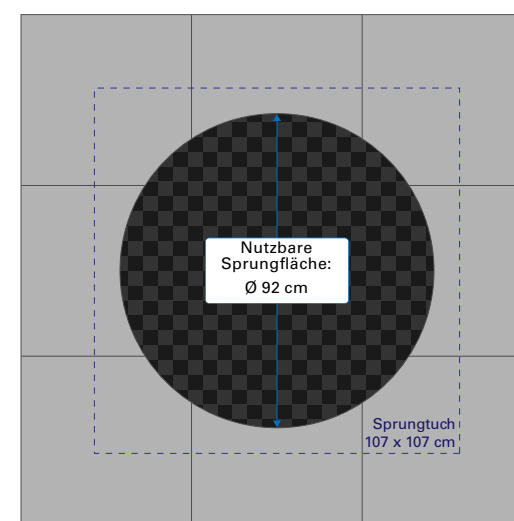 Nutzbare
Sprungfläche:
Ø 92 cm
Sprungtuch
107 x 107 cm